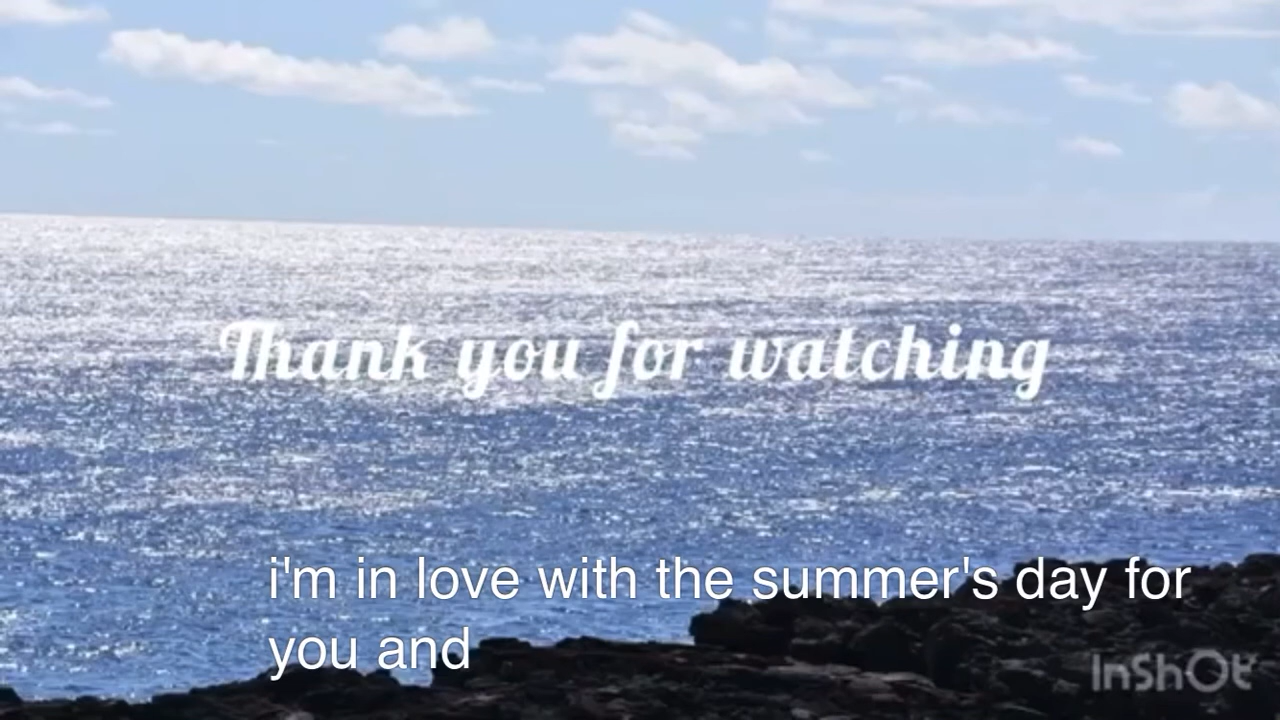 Thank you for watching
i'm in love with the summer's day for
you and
InShOt